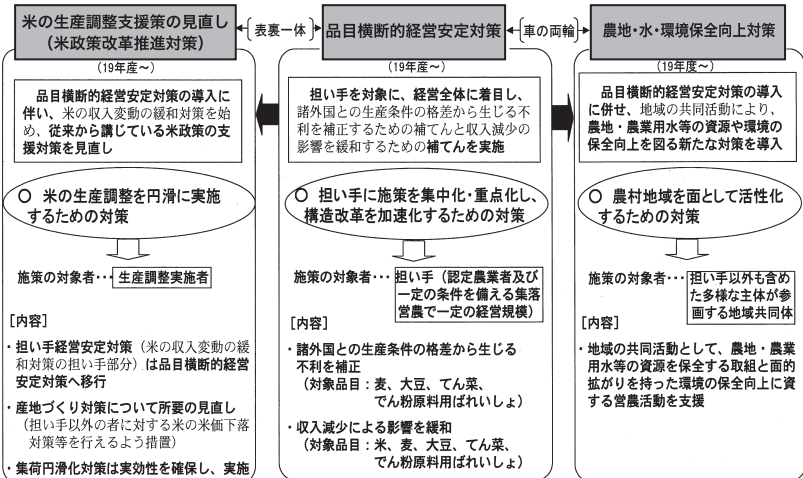 米の生産調整支援策の見直し
(米政策改革推進対策)
表裏一体
品目横断的経営安定対策
車の両輪
農地・水・環境保全向上対策
(19年産～)
品目横断的経営安定対策の導入に
伴い、米の収入変動の緩和対策を始
め、従来から講じている米政策の支
援対策を見直し
○ 米の生産調整を円滑に実施
するための対策
施策の対象者･･･生産調整実施者
[内容]
・担い手経営安定対策（米の収入変動の緩
和対策の担い手部分）は品目横断的経営
安定対策へ移行
・産地づくり対策について所要の見直し
（担い手以外の者に対する米の米価下落
対策等を行えるよう措置）
・集荷円滑化対策は実効性を確保し、実施
(19年産～)
担い手を対象に、経営全体に着目し、
諸外国との生産条件の格差から生じる不
利を補正するための補てんと収入減少の
影響を緩和するための補てんを実施
○ 担い手に施策を集中化・重点化し、
構造改革を加速化するための対策
施策の対象者･･･担い手（認定農業者及び
一定の条件を備える集落
営農で一定の経営規模）
[内容]
・諸外国との生産条件の格差から生じる
不利を補正
（対象品目：麦、大豆、てん菜、
でん粉原料用ばれいしょ）
・収入減少による影響を緩和
（対象品目：米、麦、大豆、てん菜、
でん粉原料用ばれいしょ）
(19年度～)
品目横断的経営安定対策の導入
に併せ、地域の共同活動により、
農地・農業用水等の資源や環境の
保全向上を図る新たな対策を導入
○ 農村地域を面として活性化
するための対策
施策の対象者･･･担い手以外も含め
た多様な主体が参
画する地域共同体
[内容]
・地域の共同活動として、農地・農業
用水等の資源を保全する取組と面的
拡がりを持った環境の保全向上に資
する営農活動を支援